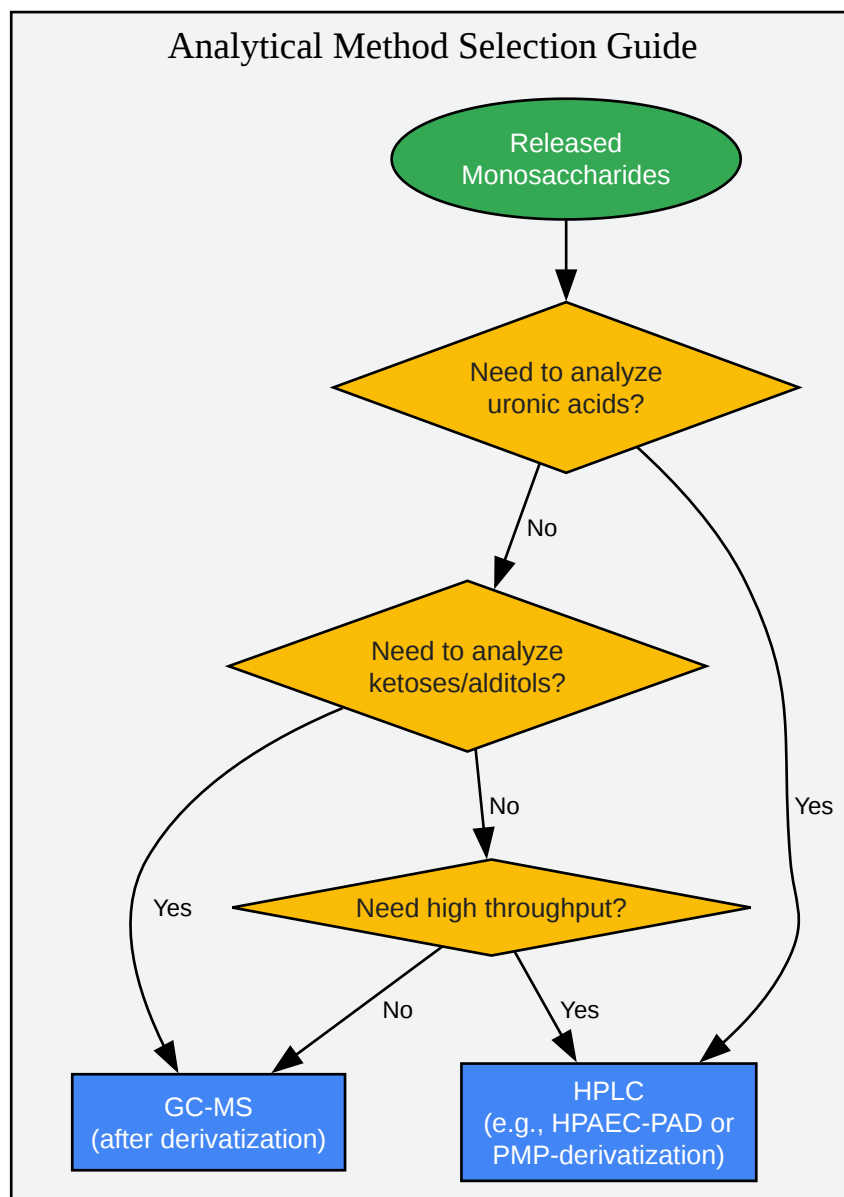 Analytical Method Selection Guide
Released
Monosaccharides
Need to analyze
uronic acids?
No
Need to analyze
ketoses/alditols?
No
Yes
Yes
Need high throughput?
No
Yes
GC-MS
(after derivatization)
HPLC
(e.g., HPAEC-PAD or
PMP-derivatization)